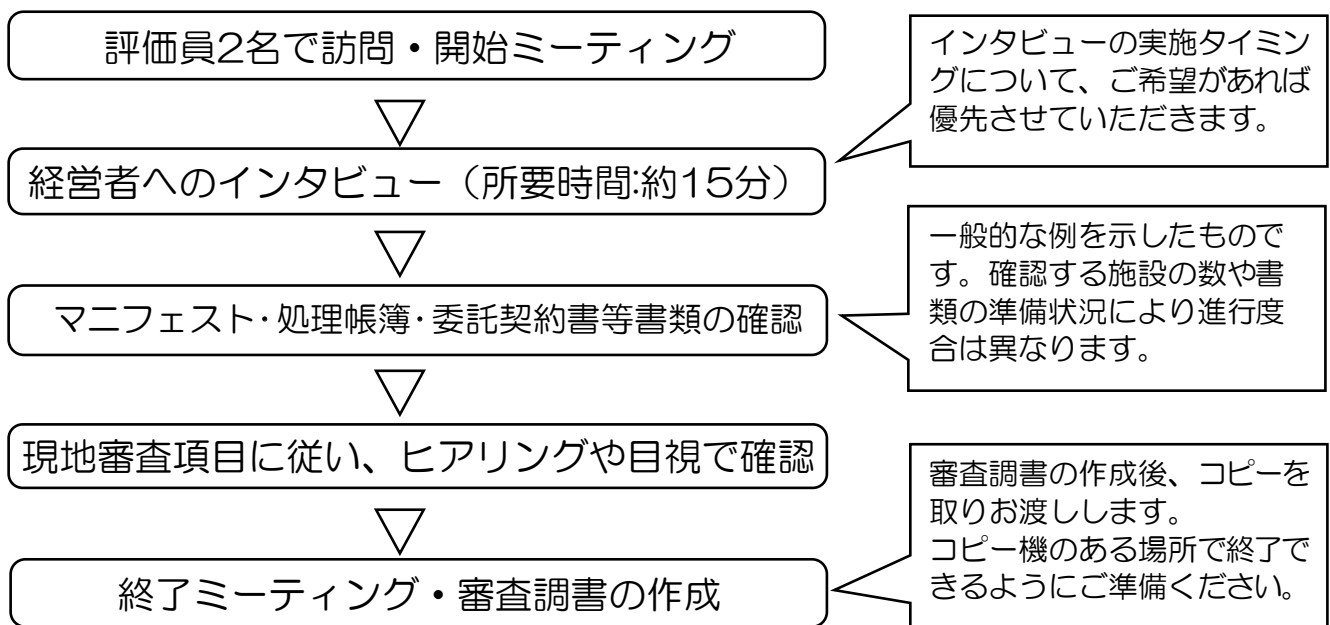 評価員2名で訪問・開始ミーティング
インタビューの実施タイミン
グについて、ご希望があれば
優先させていただきます。
経営者へのインタビュー（所要時間:約15分）
一般的な例を示したもので
す。確認する施設の数や書
類の準備状況により進行度
合は異なります。
マニフェスト・処理帳簿・委託契約書等書類の確認
現地審査項目に従い、ヒアリングや目視で確認
審査調書の作成後、コピーを
取りお渡しします。
コピー機のある場所で終了で
きるようにご準備ください。
終了ミーティング・審査調書の作成